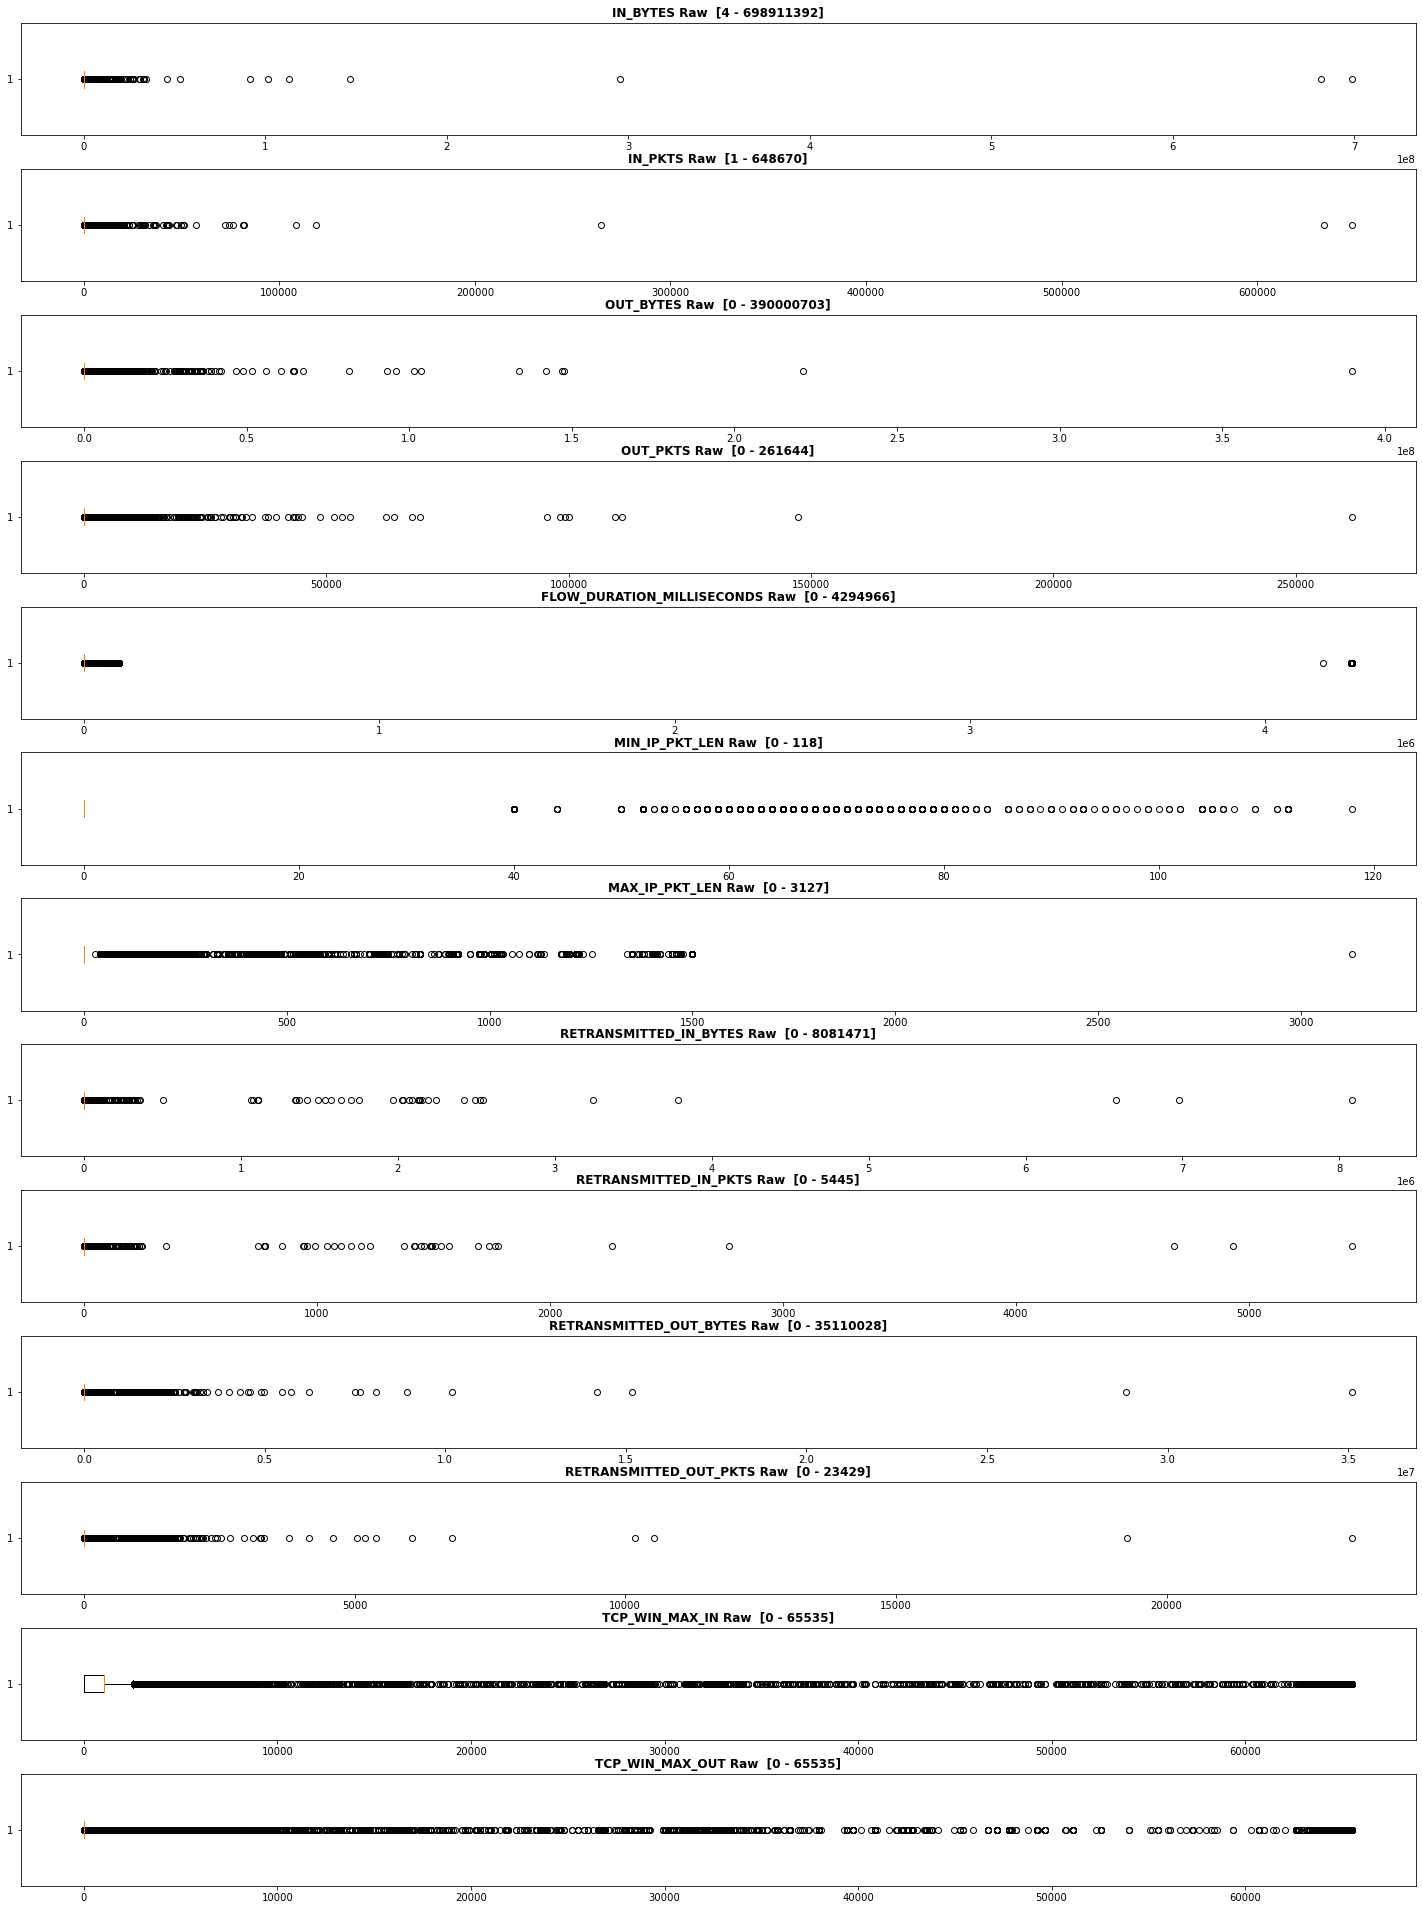 IN_BYTES Raw  [4 - 698911392]
1
0 1 2 3 4 5 6 7
1e8
IN_PKTS Raw  [1 - 648670]
1
0 100000 200000 300000 400000 500000 600000
OUT_BYTES Raw  [0 - 390000703]
1
0.0 0.5 1.0 1.5 2.0 2.5 3.0 3.5 4.0
1e8
OUT_PKTS Raw  [0 - 261644]
1
0 50000 100000 150000 200000 250000
FLOW_DURATION_MILLISECONDS Raw  [0 - 4294966]
1
0 1 2 3 4
1e6
MIN_IP_PKT_LEN Raw  [0 - 118]
1
0 20 40 60 80 100 120
MAX_IP_PKT_LEN Raw  [0 - 3127]
1
0 500 1000 1500 2000 2500 3000
RETRANSMITTED_IN_BYTES Raw  [0 - 8081471]
1
0 1 2 3 4 5 6 7 8
1e6
RETRANSMITTED_IN_PKTS Raw  [0 - 5445]
1
0 1000 2000 3000 4000 5000
RETRANSMITTED_OUT_BYTES Raw  [0 - 35110028]
1
0.0 0.5 1.0 1.5 2.0 2.5 3.0 3.5
1e7
RETRANSMITTED_OUT_PKTS Raw  [0 - 23429]
1
0 5000 10000 15000 20000
TCP_WIN_MAX_IN Raw  [0 - 65535]
1
0 10000 20000 30000 40000 50000 60000
TCP_WIN_MAX_OUT Raw  [0 - 65535]
1
0 10000 20000 30000 40000 50000 60000